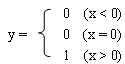 0 (x < 0)
y = { 0 (x = 0)
1 (x > 0)